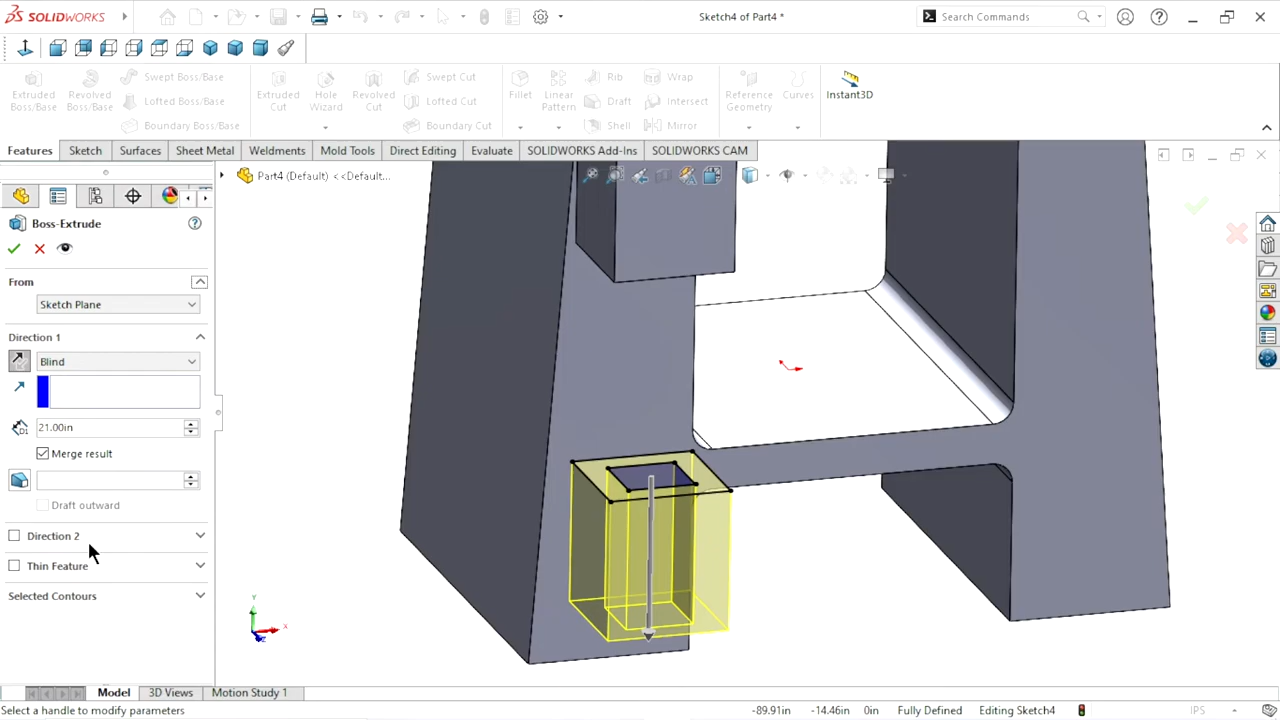 SOLIDWORKS
Sketch4 of Part4 *
Search Commands
Extruded Boss/Base
Revolved Boss/Base
Swept Boss/Base
Lofted Boss/Base
Boundary Boss/Base
Extruded Cut
Hole Wizard
Revolved Cut
Swept Cut
Lofted Cut
Boundary Cut
Fillet
Linear Pattern
Rib
Draft
Shell
Wrap
Intersect
Mirror
Reference Geometry
Curves
Instant3D
Features
Sketch
Surfaces
Sheet Metal
Weldments
Mold Tools
Direct Editing
Evaluate
SOLIDWORKS Add-Ins
SOLIDWORKS CAM
Part4 (Default) <<Default...
Boss-Extrude
From
Sketch Plane
Direction 1
Blind
D1
21.00in
Merge result
Draft outward
Direction 2
Thin Feature
Selected Contours
Y
X
Z
Model
3D Views
Motion Study 1
Select a handle to modify parameters
-89.91in
-14.46in
0in
Fully Defined
Editing Sketch4
IPS